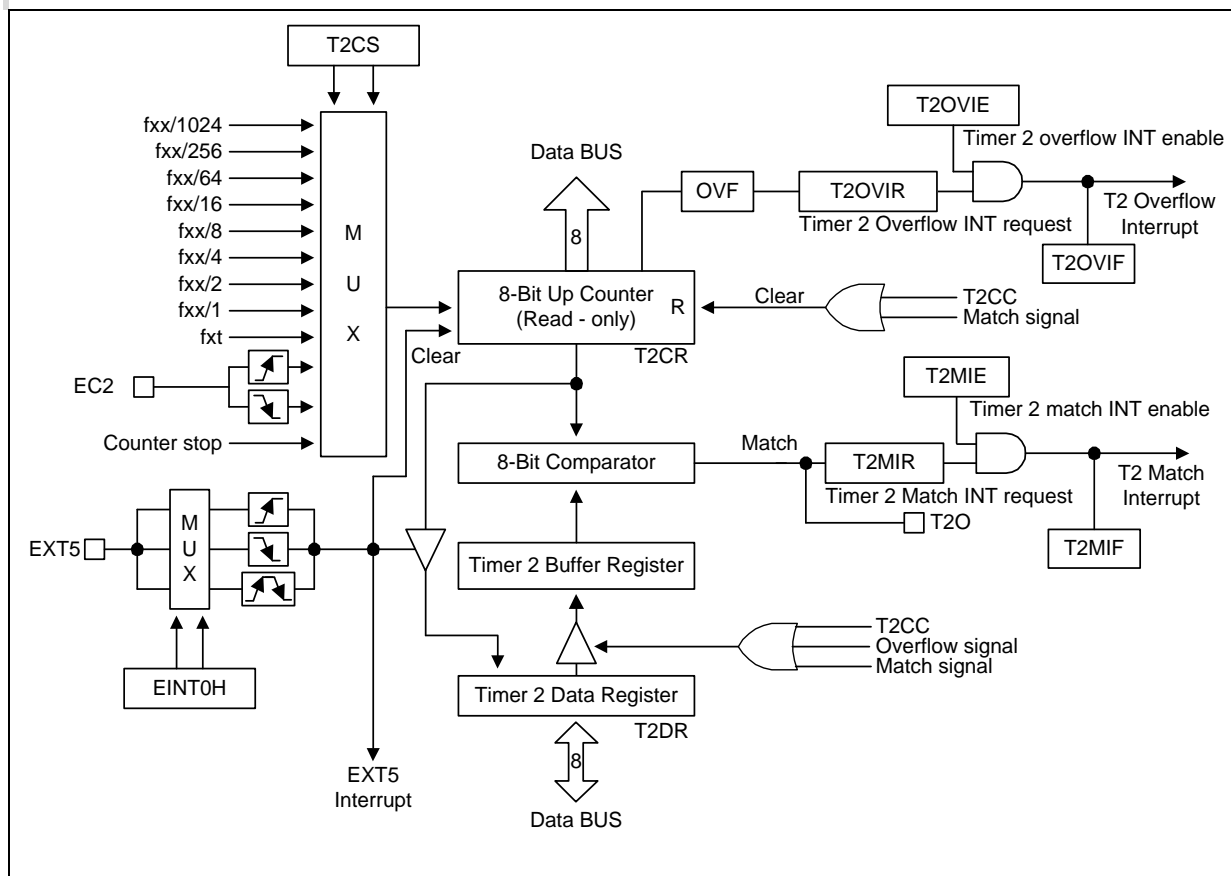 T2CS
fxx/1024
fxx/256
fxx/64
fxx/16
fxx/8
fxx/4
fxx/2
fxx/1
fxt
EC2
Counter stop
M
U
X
Data BUS
8
8-Bit Up Counter
(Read - only)
R
T2CR
Clear
OVF
T2OVIR
Timer 2 Overflow INT request
T2OVIE
Timer 2 overflow INT enable
T2 Overflow
Interrupt
T2OVIF
Clear
T2CC
Match signal
8-Bit Comparator
Match
T2MIR
Timer 2 Match INT request
T2O
T2MIE
Timer 2 match INT enable
T2 Match
Interrupt
T2MIF
EXT5
M
U
X
EINT0H
EXT5
Interrupt
Timer 2 Buffer Register
T2CC
Overflow signal
Match signal
Timer 2 Data Register
T2DR
8
Data BUS